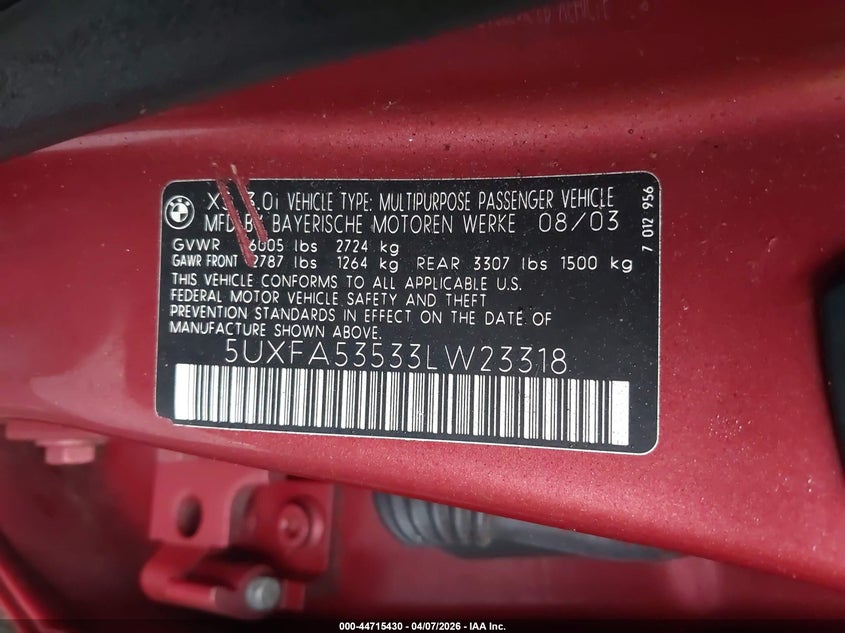 X5 3.0i VEHICLE TYPE: MULTIPURPOSE PASSENGER VEHICLE
MFD. BY BAYERISCHE MOTOREN WERKE 08/03
GVWR 6005 lbs 2724 kg
GAWR FRONT 2787 lbs 1264 kg REAR 3307 lbs 1500 kg
THIS VEHICLE CONFORMS TO ALL APPLICABLE U.S.
FEDERAL MOTOR VEHICLE SAFETY AND THEFT
PREVENTION STANDARDS IN EFFECT ON THE DATE OF
MANUFACTURE SHOWN ABOVE.
5UXFA53533LW23318
7 012 956
000-44715430 - 04/07/2026 - IAA Inc.